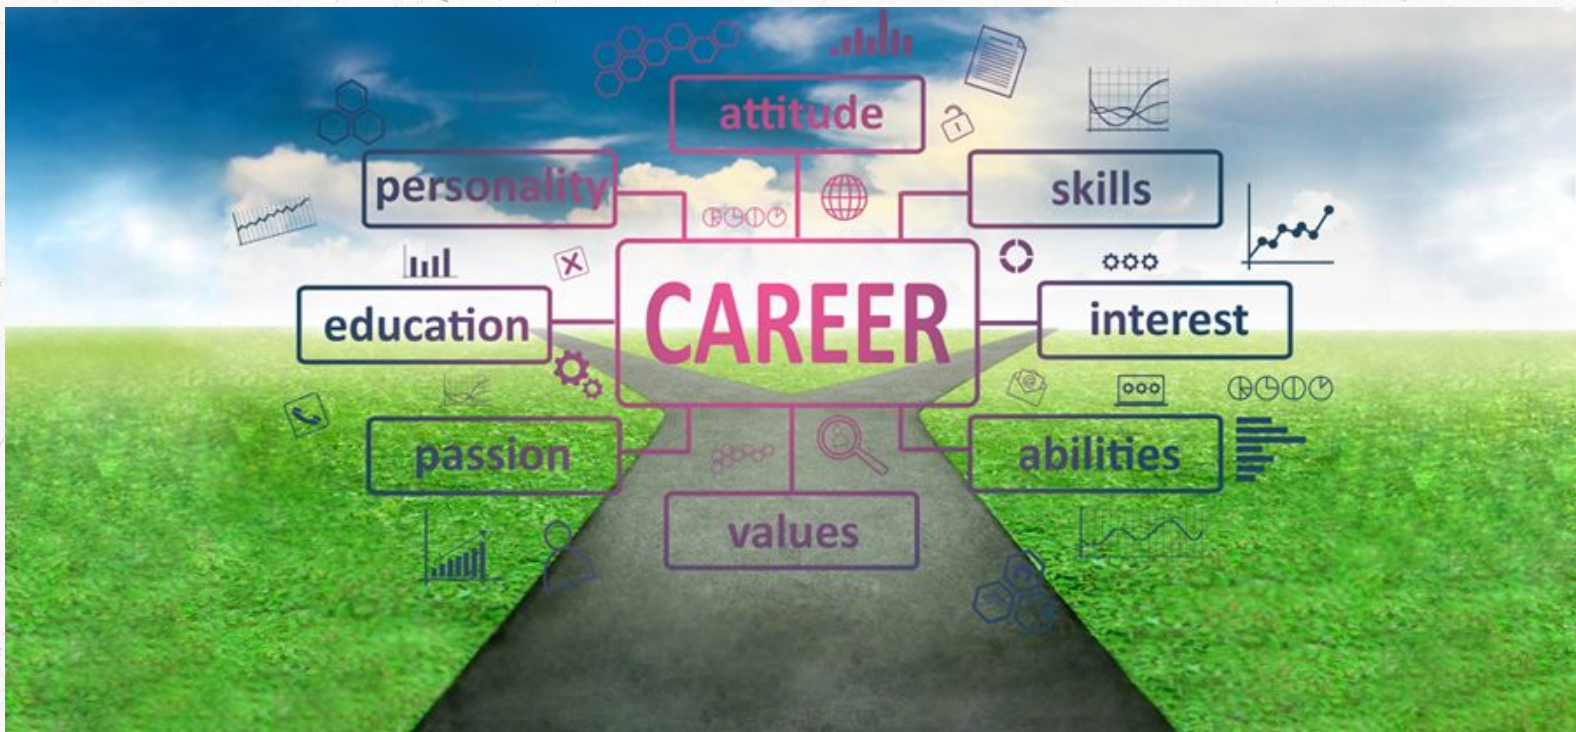 attitude
personality
skills
CAREER
education
interest
passion
abilities
values